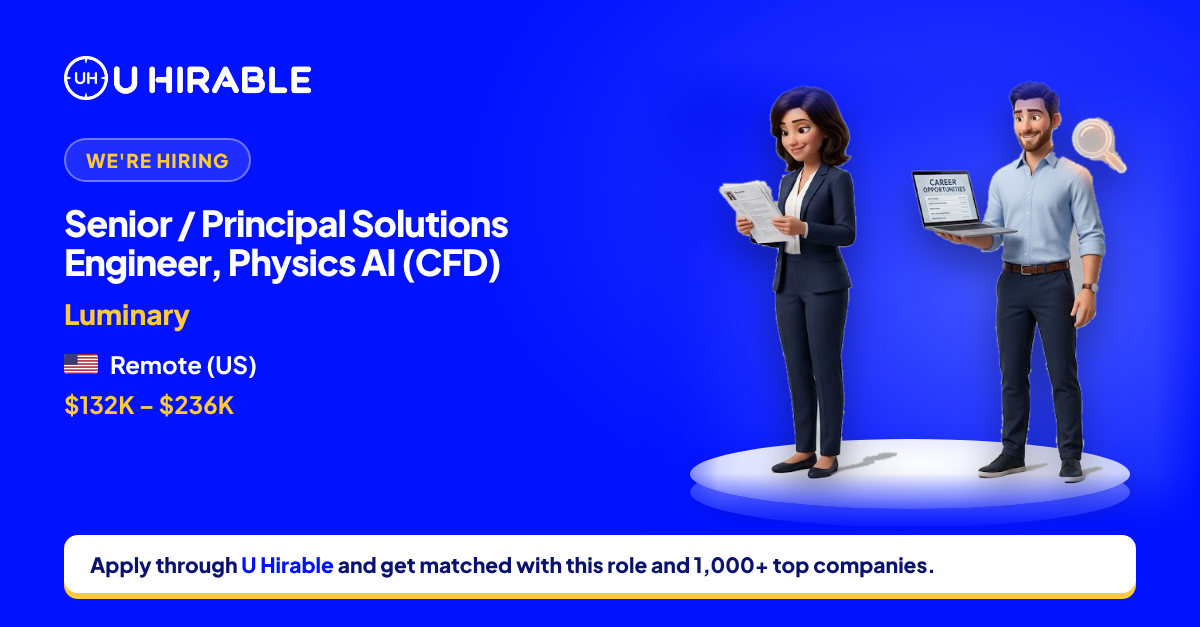 UH U HIRABLE
WE'RE HIRING
Senior / Principal Solutions
Engineer, Physics AI (CFD)
Luminary
Remote (US)
$132K – $236K
CAREER
OPPORTUNITIES
Apply through U Hirable and get matched with this role and 1,000+ top companies.